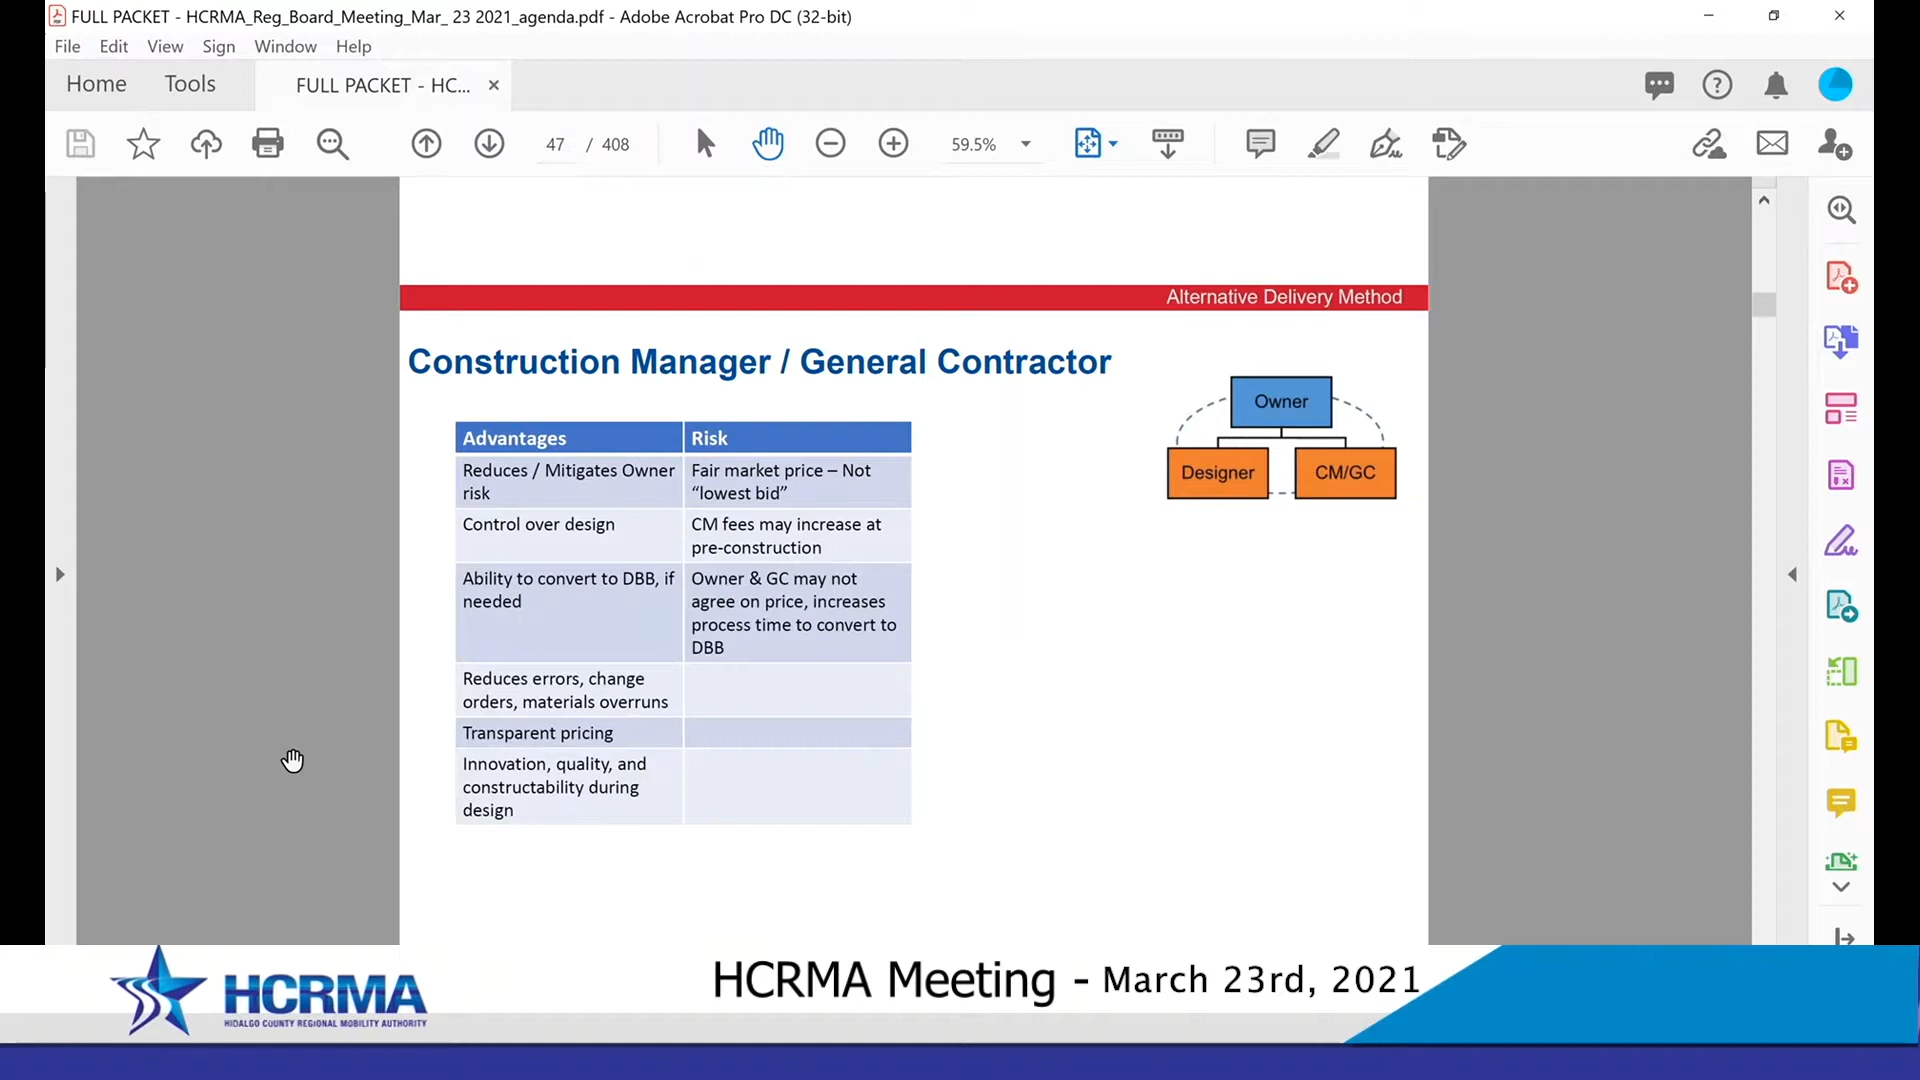 FULL PACKET - HCRMA_Reg_Board_Meeting_Mar_ 23 2021_agenda.pdf - Adobe Acrobat Pro DC (32-bit)
File Edit View Sign Window Help
Home Tools FULL PACKET - HC...
47 / 408 59.5%
Alternative Delivery Method
Construction Manager / General Contractor
Owner
Designer CM/GC
Advantages Risk
Reduces / Mitigates Owner
risk
Fair market price – Not
“lowest bid”
Control over design
CM fees may increase at
pre-construction
Ability to convert to DBB, if
needed
Owner & GC may not
agree on price, increases
process time to convert to
DBB
Reduces errors, change
orders, materials overruns
Transparent pricing
Innovation, quality, and
constructability during
design
HCRMA
HIDALGO COUNTY REGIONAL MOBILITY AUTHORITY
HCRMA Meeting - March 23rd, 2021